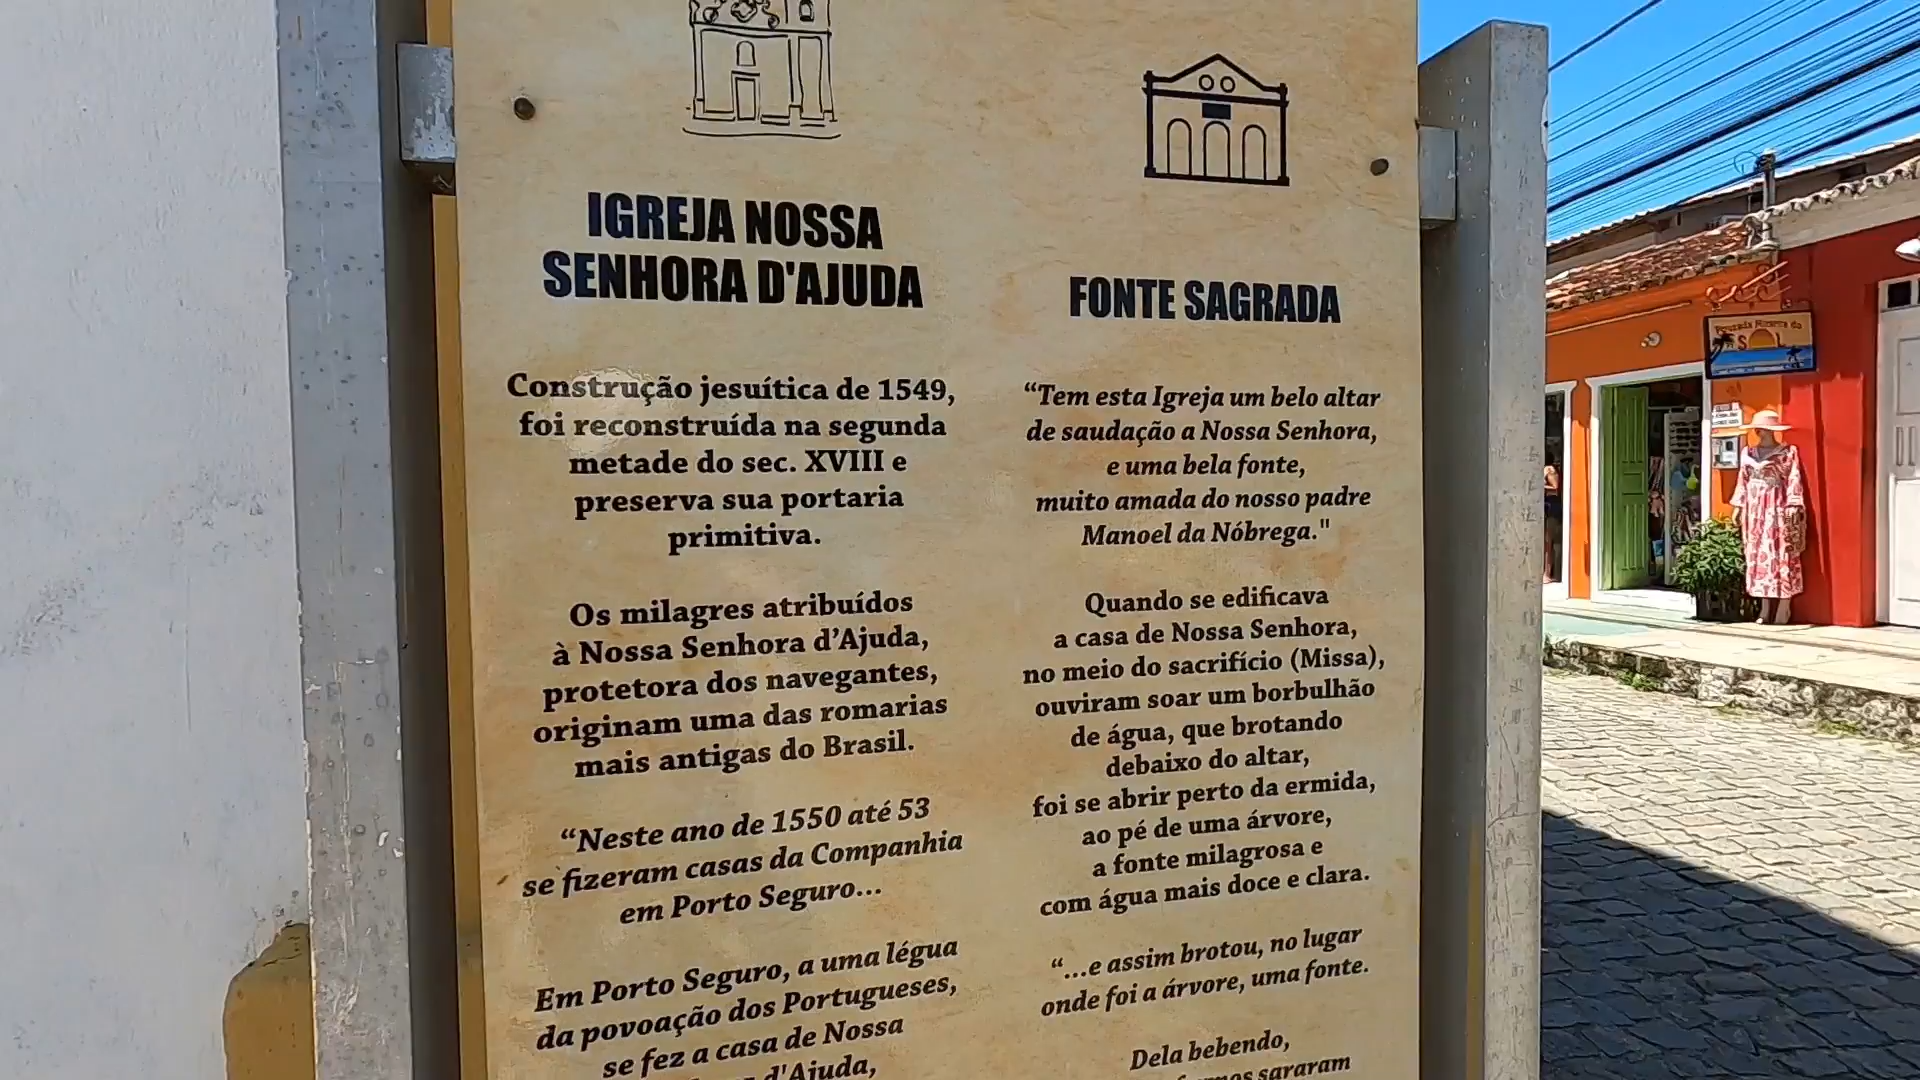 IGREJA NOSSA
SENHORA D'AJUDA
Construção jesuítica de 1549,
foi reconstruída na segunda
metade do sec. XVIII e
preserva sua portaria
primitiva.
Os milagres atribuídos
à Nossa Senhora d’Ajuda,
protetora dos navegantes,
originam uma das romarias
mais antigas do Brasil.
“Neste ano de 1550 até 53
se fizeram casas da Companhia
em Porto Seguro...
Em Porto Seguro, a uma légua
da povoação dos Portugueses,
se fez a casa de Nossa
d'Ajuda,
FONTE SAGRADA
“Tem esta Igreja um belo altar
de saudação a Nossa Senhora,
e uma bela fonte,
muito amada do nosso padre
Manoel da Nóbrega."
Quando se edificava
a casa de Nossa Senhora,
no meio do sacrifício (Missa),
ouviram soar um borbulhão
de água, que brotando
debaixo do altar,
foi se abrir perto da ermida,
ao pé de uma árvore,
a fonte milagrosa e
com água mais doce e clara.
“...e assim brotou, no lugar
onde foi a árvore, uma fonte.
Dela bebendo,
sararam
SOL